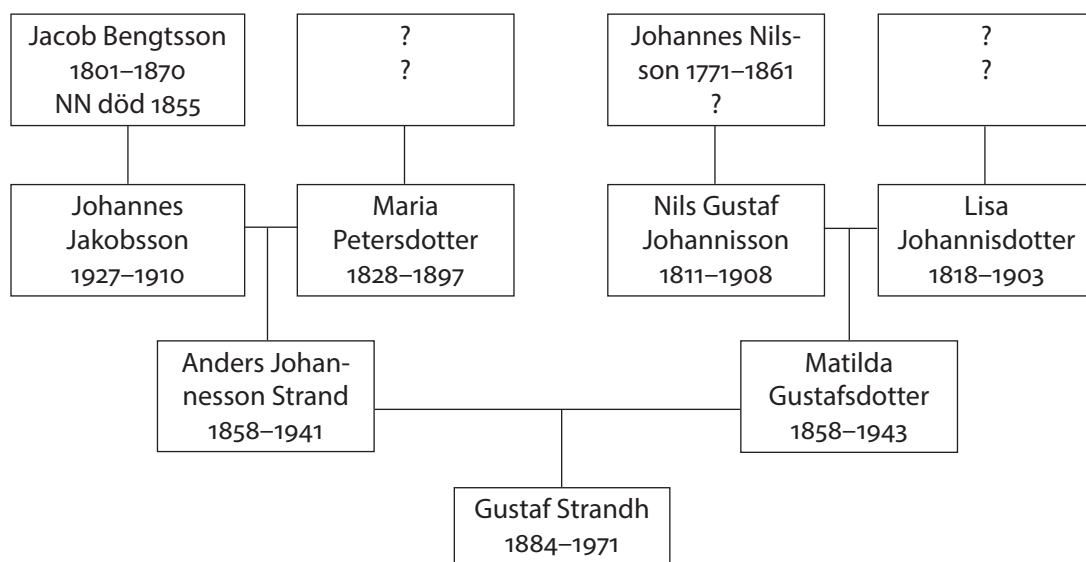 Jacob Bengtsson
1801–1870
NN död 1855
?
?
Johannes Nils-
son 1771–1861
?
?
?
Johannes
Jakobsson
1927–1910
Maria
Petersdotter
1828–1897
Nils Gustaf
Johannisson
1811–1908
Lisa
Johannisdotter
1818–1903
Anders Johan-
nesson Strand
1858–1941
Matilda
Gustafsdotter
1858–1943
Gustaf Strandh
1884–1971